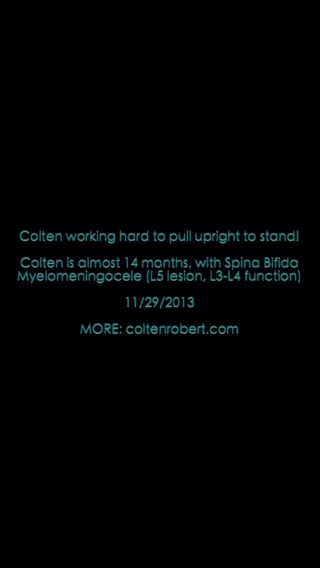 Colten working hard to pull upright to stand!
Colten is almost 14 months, with Spina Bifida
Myelomeningocele (L5 lesion, L3-L4 function)
11/29/2013
MORE: coltenrobert.com